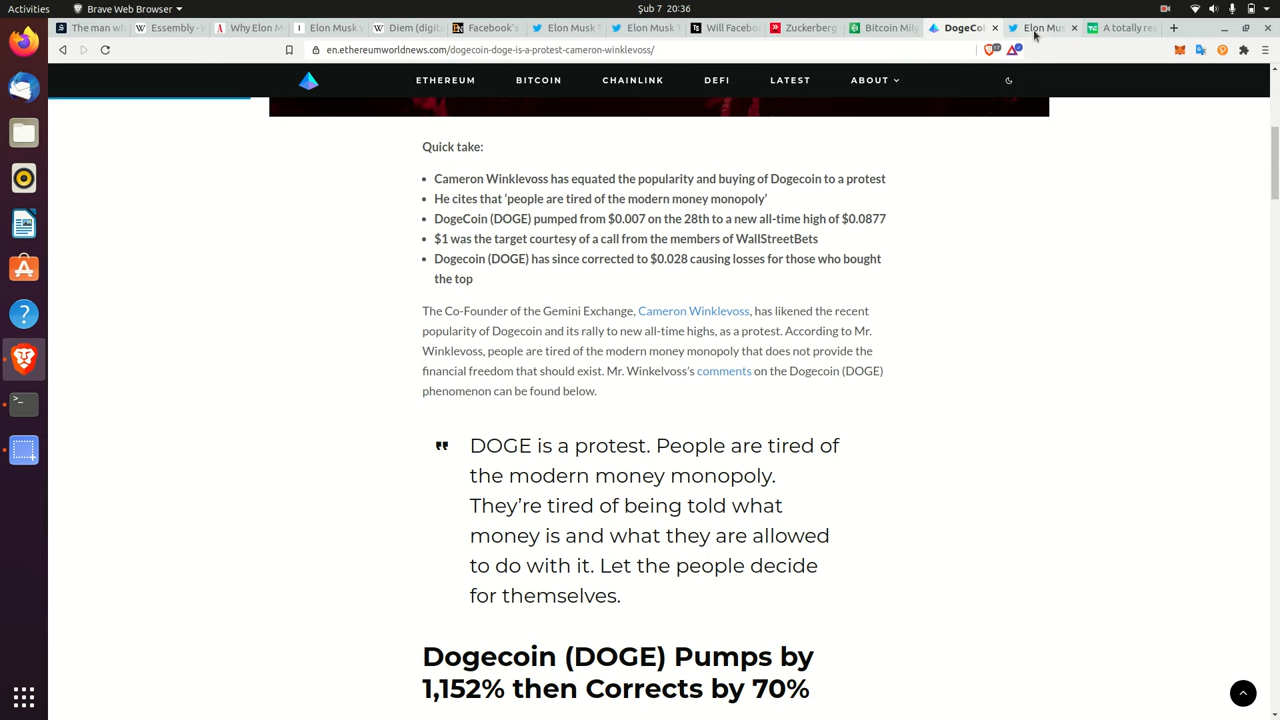 Activities
Brave Web Browser
Şub 7 20:36
The man wh
Essembly - V
Why Elon M
Elon Musk v
Diem (digita
Facebook's
Elon Musk T
Elon Musk T
Will Facebo
Zuckerberg
Bitcoin Mily
DogeCoi
Elon Mus
A totally rea
en.ethereumworldnews.com/dogecoin-doge-is-a-protest-cameron-winklevoss/
ETHEREUM BITCOIN CHAINLINK DEFI LATEST ABOUT
Quick take:
• Cameron Winklevoss has equated the popularity and buying of Dogecoin to a protest
• He cites that ‘people are tired of the modern money monopoly’
• DogeCoin (DOGE) pumped from $0.007 on the 28th to a new all-time high of $0.0877
• $1 was the target courtesy of a call from the members of WallStreetBets
• Dogecoin (DOGE) has since corrected to $0.028 causing losses for those who bought
the top
The Co-Founder of the Gemini Exchange, Cameron Winklevoss, has likened the recent
popularity of Dogecoin and its rally to new all-time highs, as a protest. According to Mr.
Winklevoss, people are tired of the modern money monopoly that does not provide the
financial freedom that should exist. Mr. Winkelvoss’s comments on the Dogecoin (DOGE)
phenomenon can be found below.
" DOGE is a protest. People are tired of
the modern money monopoly.
They’re tired of being told what
money is and what they are allowed
to do with it. Let the people decide
for themselves.
Dogecoin (DOGE) Pumps by
1,152% then Corrects by 70%